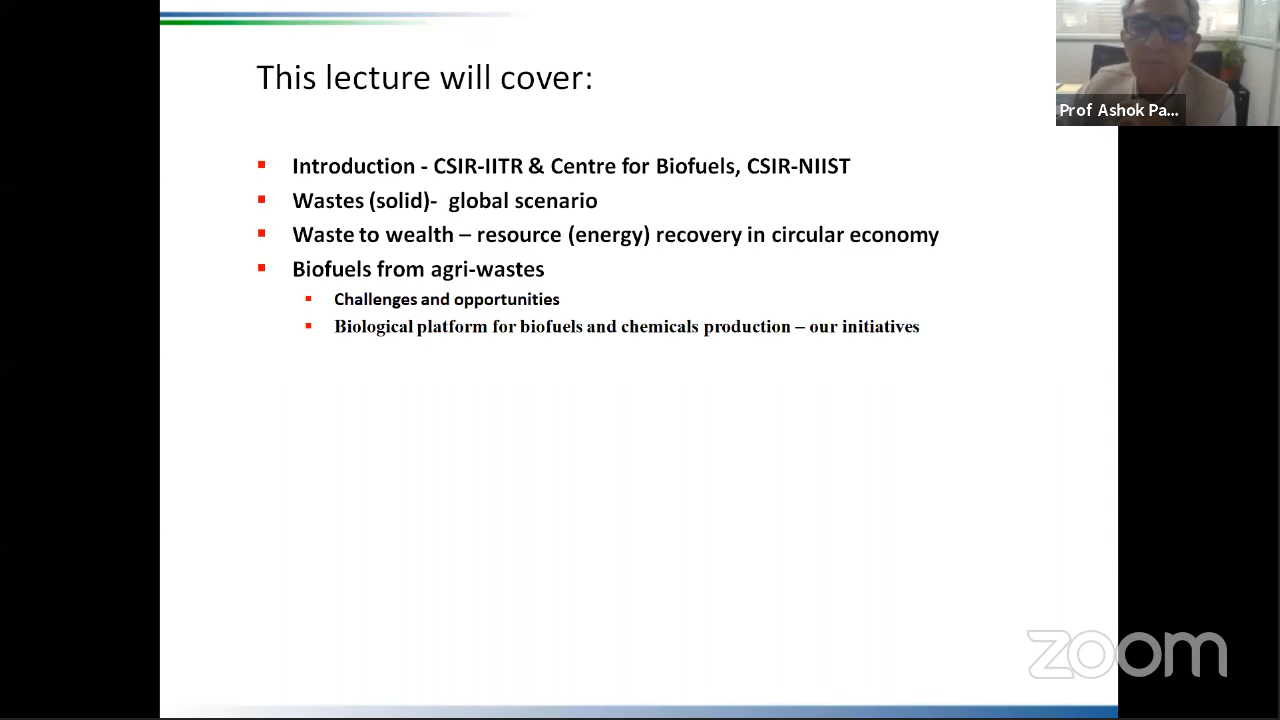 This lecture will cover:
Prof Ashok Pa...
Introduction - CSIR-IITR & Centre for Biofuels, CSIR-NIIST
Wastes (solid)- global scenario
Waste to wealth – resource (energy) recovery in circular economy
Biofuels from agri-wastes
Challenges and opportunities
Biological platform for biofuels and chemicals production – our initiatives
zoom